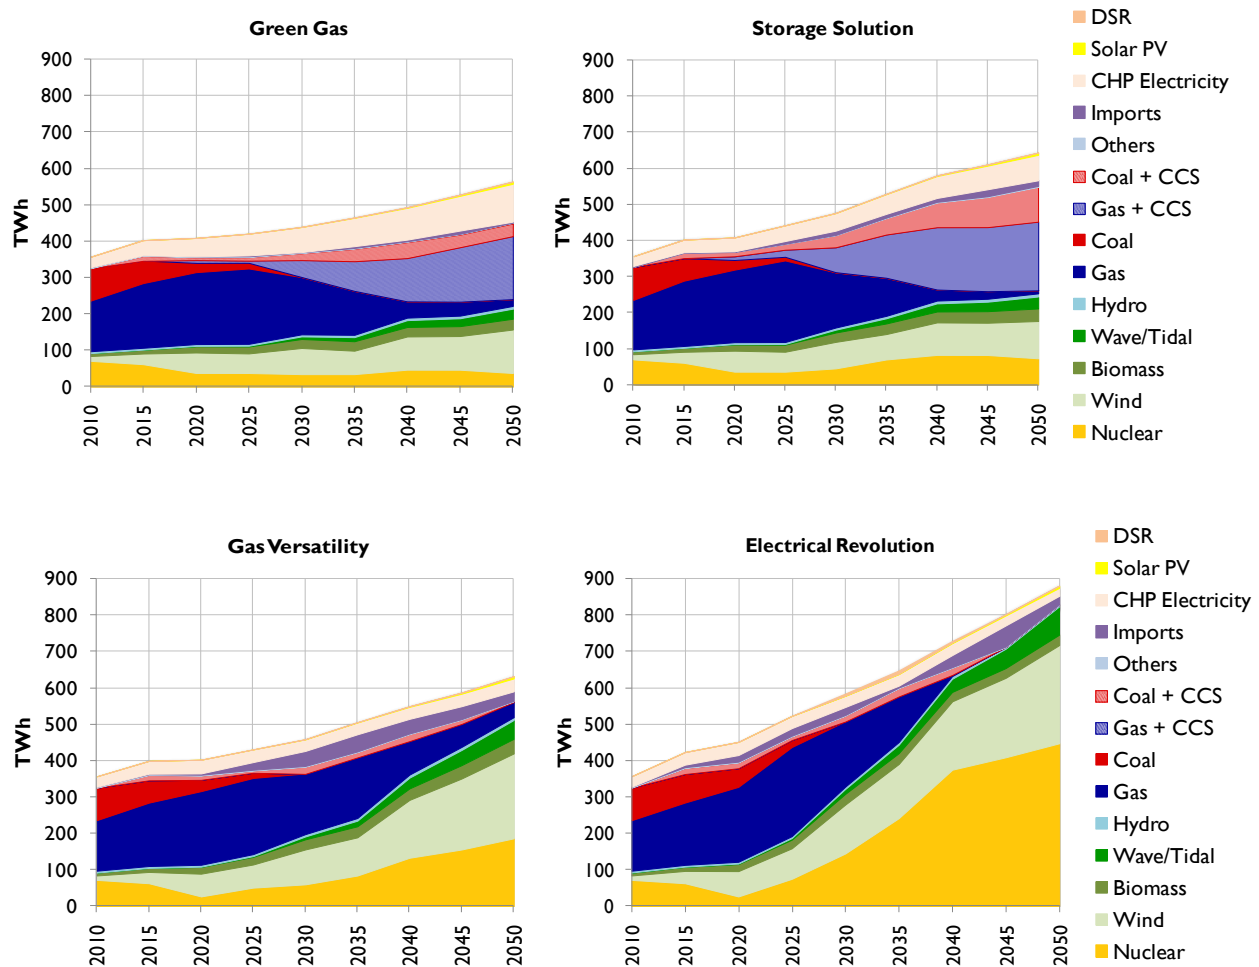 Green Gas
TWh
900
800
700
600
500
400
300
200
100
0
2010
2015
2020
2025
2030
2035
2040
2045
2050
Storage Solution
TWh
900
800
700
600
500
400
300
200
100
0
2010
2015
2020
2025
2030
2035
2040
2045
2050
DSR
Solar PV
CHP Electricity
Imports
Others
Coal + CCS
Gas + CCS
Coal
Gas
Hydro
Wave/Tidal
Biomass
Wind
Nuclear
Gas Versatility
TWh
900
800
700
600
500
400
300
200
100
0
2010
2015
2020
2025
2030
2035
2040
2045
2050
Electrical Revolution
TWh
900
800
700
600
500
400
300
200
100
0
2010
2015
2020
2025
2030
2035
2040
2045
2050
DSR
Solar PV
CHP Electricity
Imports
Others
Coal + CCS
Gas + CCS
Coal
Gas
Hydro
Wave/Tidal
Biomass
Wind
Nuclear